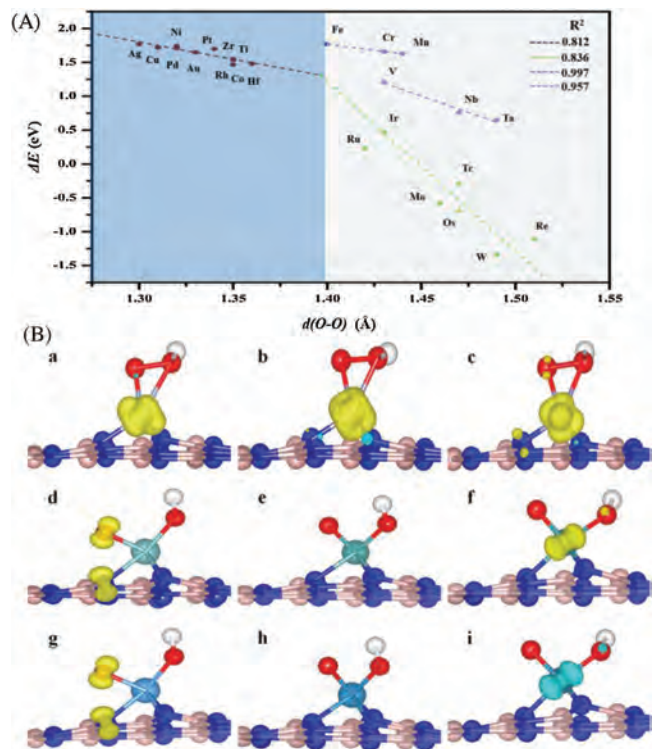 (A)
R²
0.812
0.836
0.997
0.957
2.0
1.5
1.0
0.5
0.0
-0.5
-1.0
-1.5
ΔE (eV)
Ni
Pt
Zr Ti
Ag Cu Pd Au Rh Co Hf
Fe
Cr
Mn
V
Nb
Ta
Ir
Ru
Tc
Mo
Os
Re
W
1.30 1.35 1.40 1.45 1.50 1.55
d(O-O) (Å)
(B)
a b c
d e f
g h i